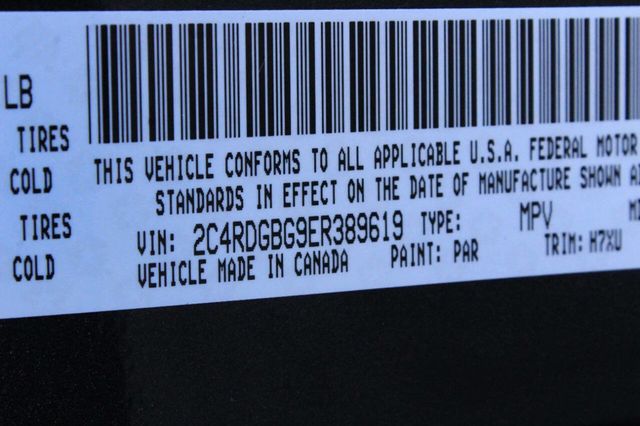 LB
TIRES
COLD
TIRES
COLD
THIS VEHICLE CONFORMS TO ALL APPLICABLE U.S.A. FEDERAL MOTOR
STANDARDS IN EFFECT ON THE DATE OF MANUFACTURE SHOWN
VIN: 2C4RDGBG9ER389619 TYPE: MPV
VEHICLE MADE IN CANADA PAINT: PAR TRIM: H7XU